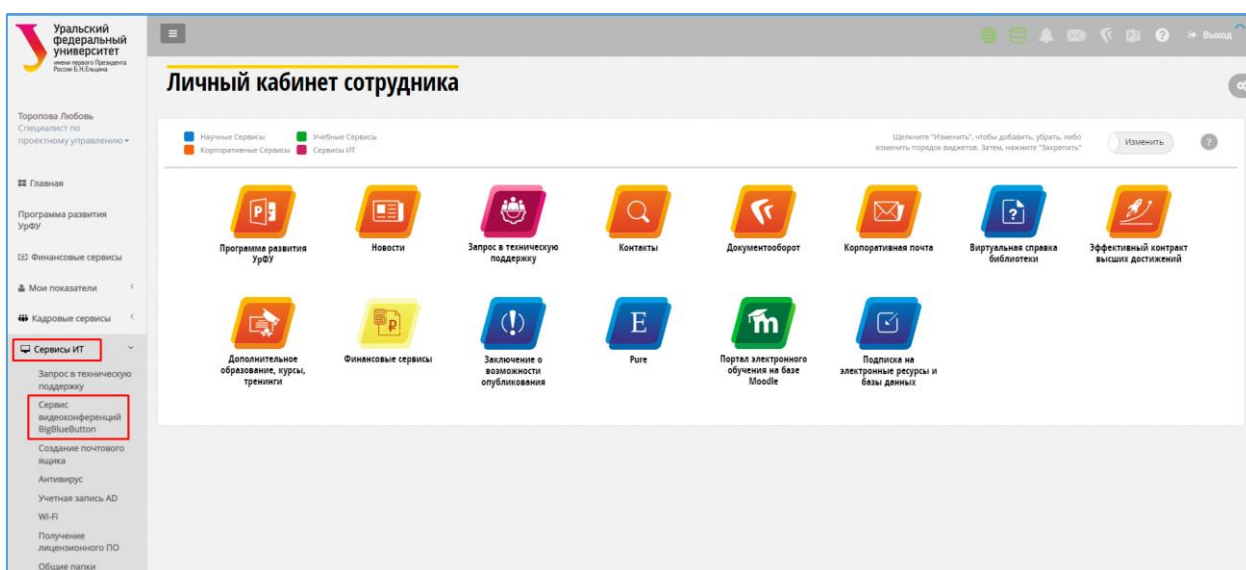 Уральский
федеральный
университет
имени первого Президента
России Б.Н.Ельцина
Выход
Личный кабинет сотрудника
Торопова Любовь
Специалист по
проектному управлению
Научные Сервисы
Учебные Сервисы
Корпоративные Сервисы
Сервисы ИТ
Щелкните "Изменить", чтобы добавить, убрать, либо
изменить порядок виджетов. Затем, нажмите "Закрепить"
Изменить
Главная
Программа развития
УрФУ
Финансовые сервисы
Мои показатели
Кадровые сервисы
Сервисы ИТ
Запрос в техническую
поддержку
Сервис
видеоконференций
BigBlueButton
Создание почтового
ящика
Антивирус
Учетная запись AD
Wi-Fi
Получение
лицензионного ПО
Общие папки
Программа развития
УрФУ
Новости
Запрос в техническую
поддержку
Контакты
Документооборот
Корпоративная почта
Виртуальная справка
библиотеки
Эффективный контракт
высших достижений
Дополнительное
образование, курсы,
тренинги
Финансовые сервисы
Заключение о
возможности
опубликования
E
Pure
Портал электронного
обучения на базе
Moodle
Подписка на
электронные ресурсы и
базы данных